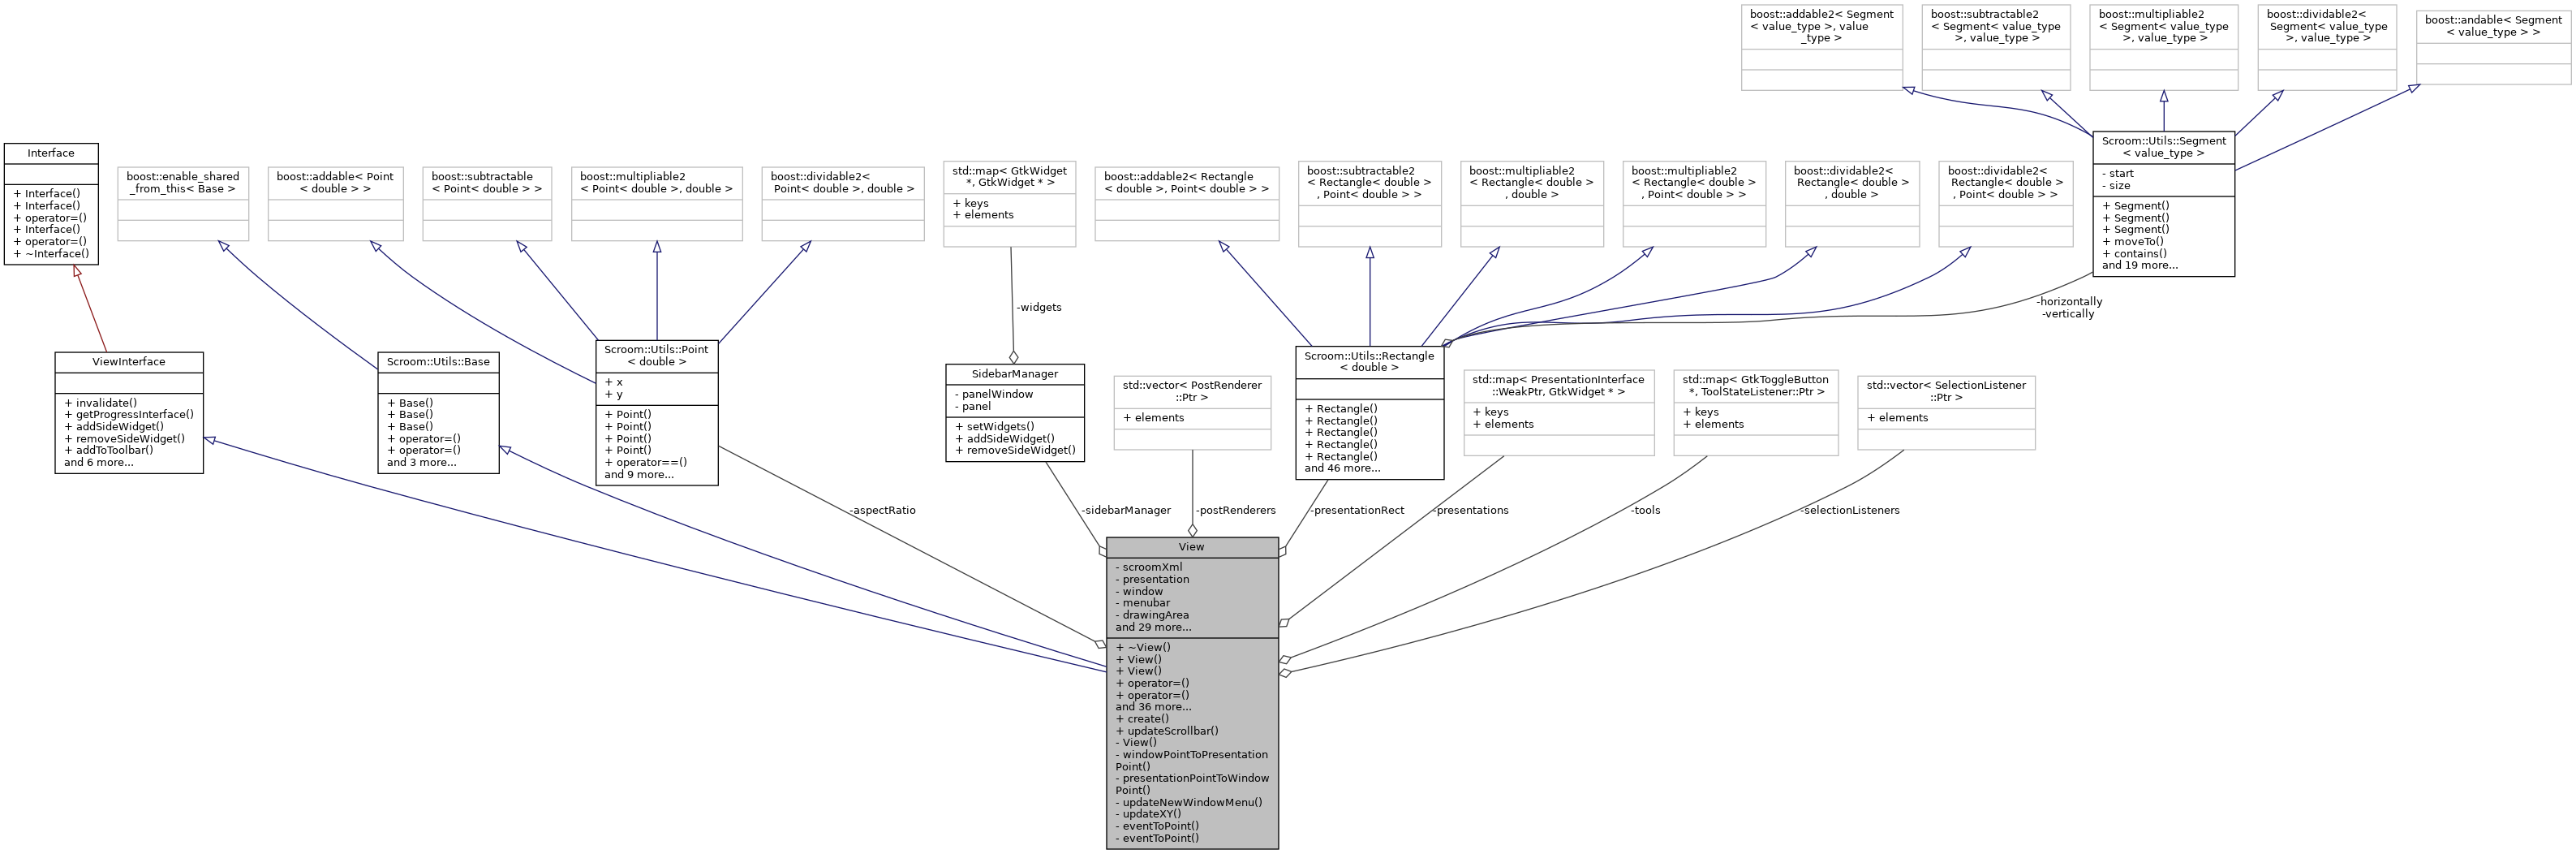 boost::addable2< Segment
< value_type >, value
_type >
boost::subtractable2
< Segment< value_type
>, value_type >
boost::multipliable2
< Segment< value_type
>, value_type >
boost::dividable2<
Segment< value_type
>, value_type >
boost::andable< Segment
< value_type > >
Interface
+ Interface()
+ Interface()
+ operator=()
+ Interface()
+ operator=()
+ ~Interface()
boost::enable_shared
_from_this< Base >
boost::addable< Point
< double > >
boost::subtractable
< Point< double > >
boost::multipliable2
< Point< double >, double >
boost::dividable2<
Point< double >, double >
std::map< GtkWidget
*, GtkWidget * >
+ keys
+ elements
boost::addable2< Rectangle
< double >, Point< double > >
boost::subtractable2
< Rectangle< double >
, Point< double > >
boost::multipliable2
< Rectangle< double >
, double >
boost::multipliable2
< Rectangle< double >
, Point< double > >
boost::dividable2<
Rectangle< double >
, double >
boost::dividable2<
Rectangle< double >
, Point< double > >
Scroom::Utils::Segment
< value_type >
- start
- size
+ Segment()
+ Segment()
+ Segment()
+ moveTo()
+ contains()
and 19 more...
-widgets
-horizontally
-vertically
ViewInterface
+ invalidate()
+ getProgressInterface()
+ addSideWidget()
+ removeSideWidget()
+ addToToolbar()
and 6 more...
Scroom::Utils::Base
+ Base()
+ Base()
+ Base()
+ operator=()
+ operator=()
and 3 more...
Scroom::Utils::Point
< double >
+ x
+ y
+ Point()
+ Point()
+ Point()
+ Point()
+ operator==()
and 9 more...
SidebarManager
- panelWindow
- panel
+ setWidgets()
+ addSideWidget()
+ removeSideWidget()
std::vector< PostRenderer
::Ptr >
+ elements
Scroom::Utils::Rectangle
< double >
+ Rectangle()
+ Rectangle()
+ Rectangle()
+ Rectangle()
+ Rectangle()
and 46 more...
std::map< PresentationInterface
::WeakPtr, GtkWidget * >
+ keys
+ elements
std::map< GtkToggleButton
*, ToolStateListener::Ptr >
+ keys
+ elements
std::vector< SelectionListener
::Ptr >
+ elements
-aspectRatio
-sidebarManager
-postRenderers
-presentationRect
-presentations
-tools
-selectionListeners
View
- scroomXml
- presentation
- window
- menubar
- drawingArea
and 29 more...
+ ~View()
+ View()
+ View()
+ operator=()
+ operator=()
and 36 more...
+ create()
+ updateScrollbar()
- View()
- windowPointToPresentation
Point()
- presentationPointToWindow
Point()
- updateNewWindowMenu()
- updateXY()
- eventToPoint()
- eventToPoint()